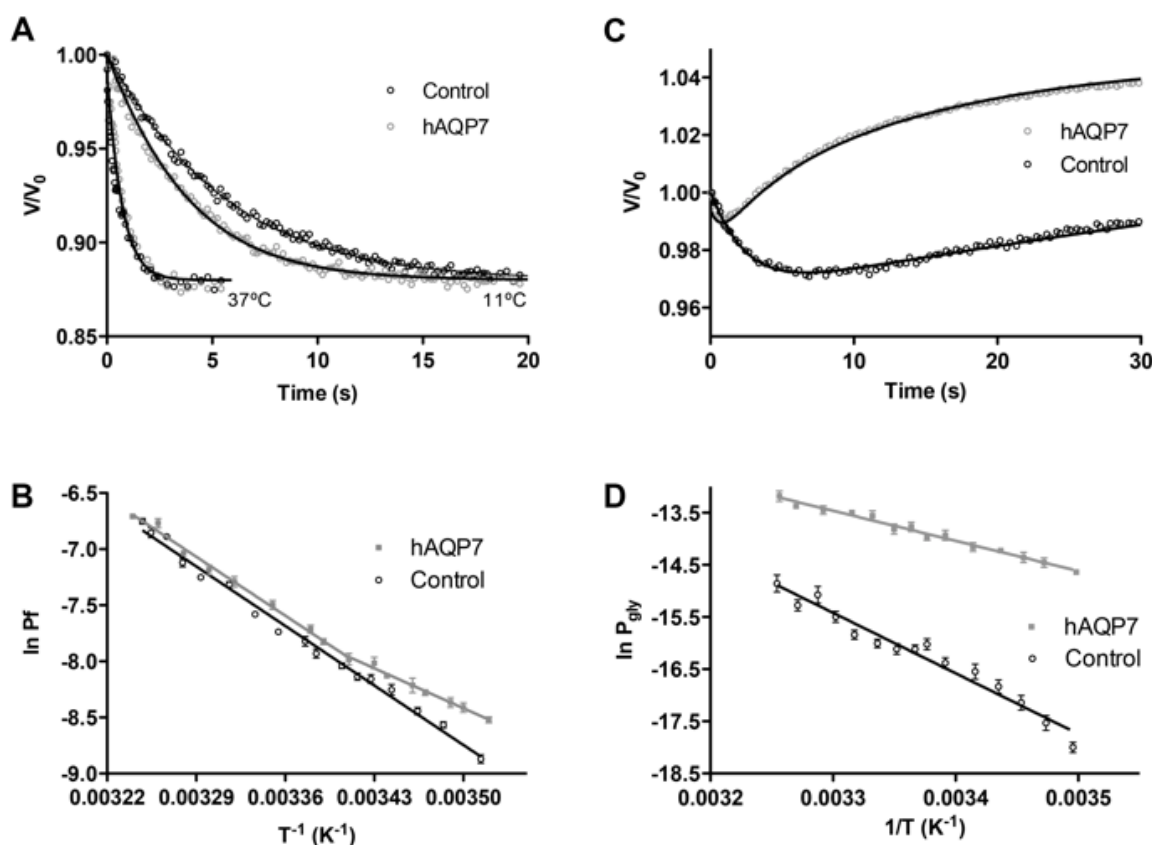 A
1.00
0.95
0.90
0.85
V/V0
Control
hAQP7
37ºC
11ºC
0
5
10
15
20
Time (s)
C
1.04
1.02
1.00
0.98
0.96
V/V0
hAQP7
Control
0
10
20
30
Time (s)
B
-6.5
-7.0
-7.5
-8.0
-8.5
-9.0
ln Pf
hAQP7
Control
0.00322
0.00329
0.00336
0.00343
0.00350
T-1 (K-1)
D
-13.5
-14.5
-15.5
-16.5
-17.5
-18.5
ln Pgly
hAQP7
Control
0.0032
0.0033
0.0034
0.0035
1/T (K-1)